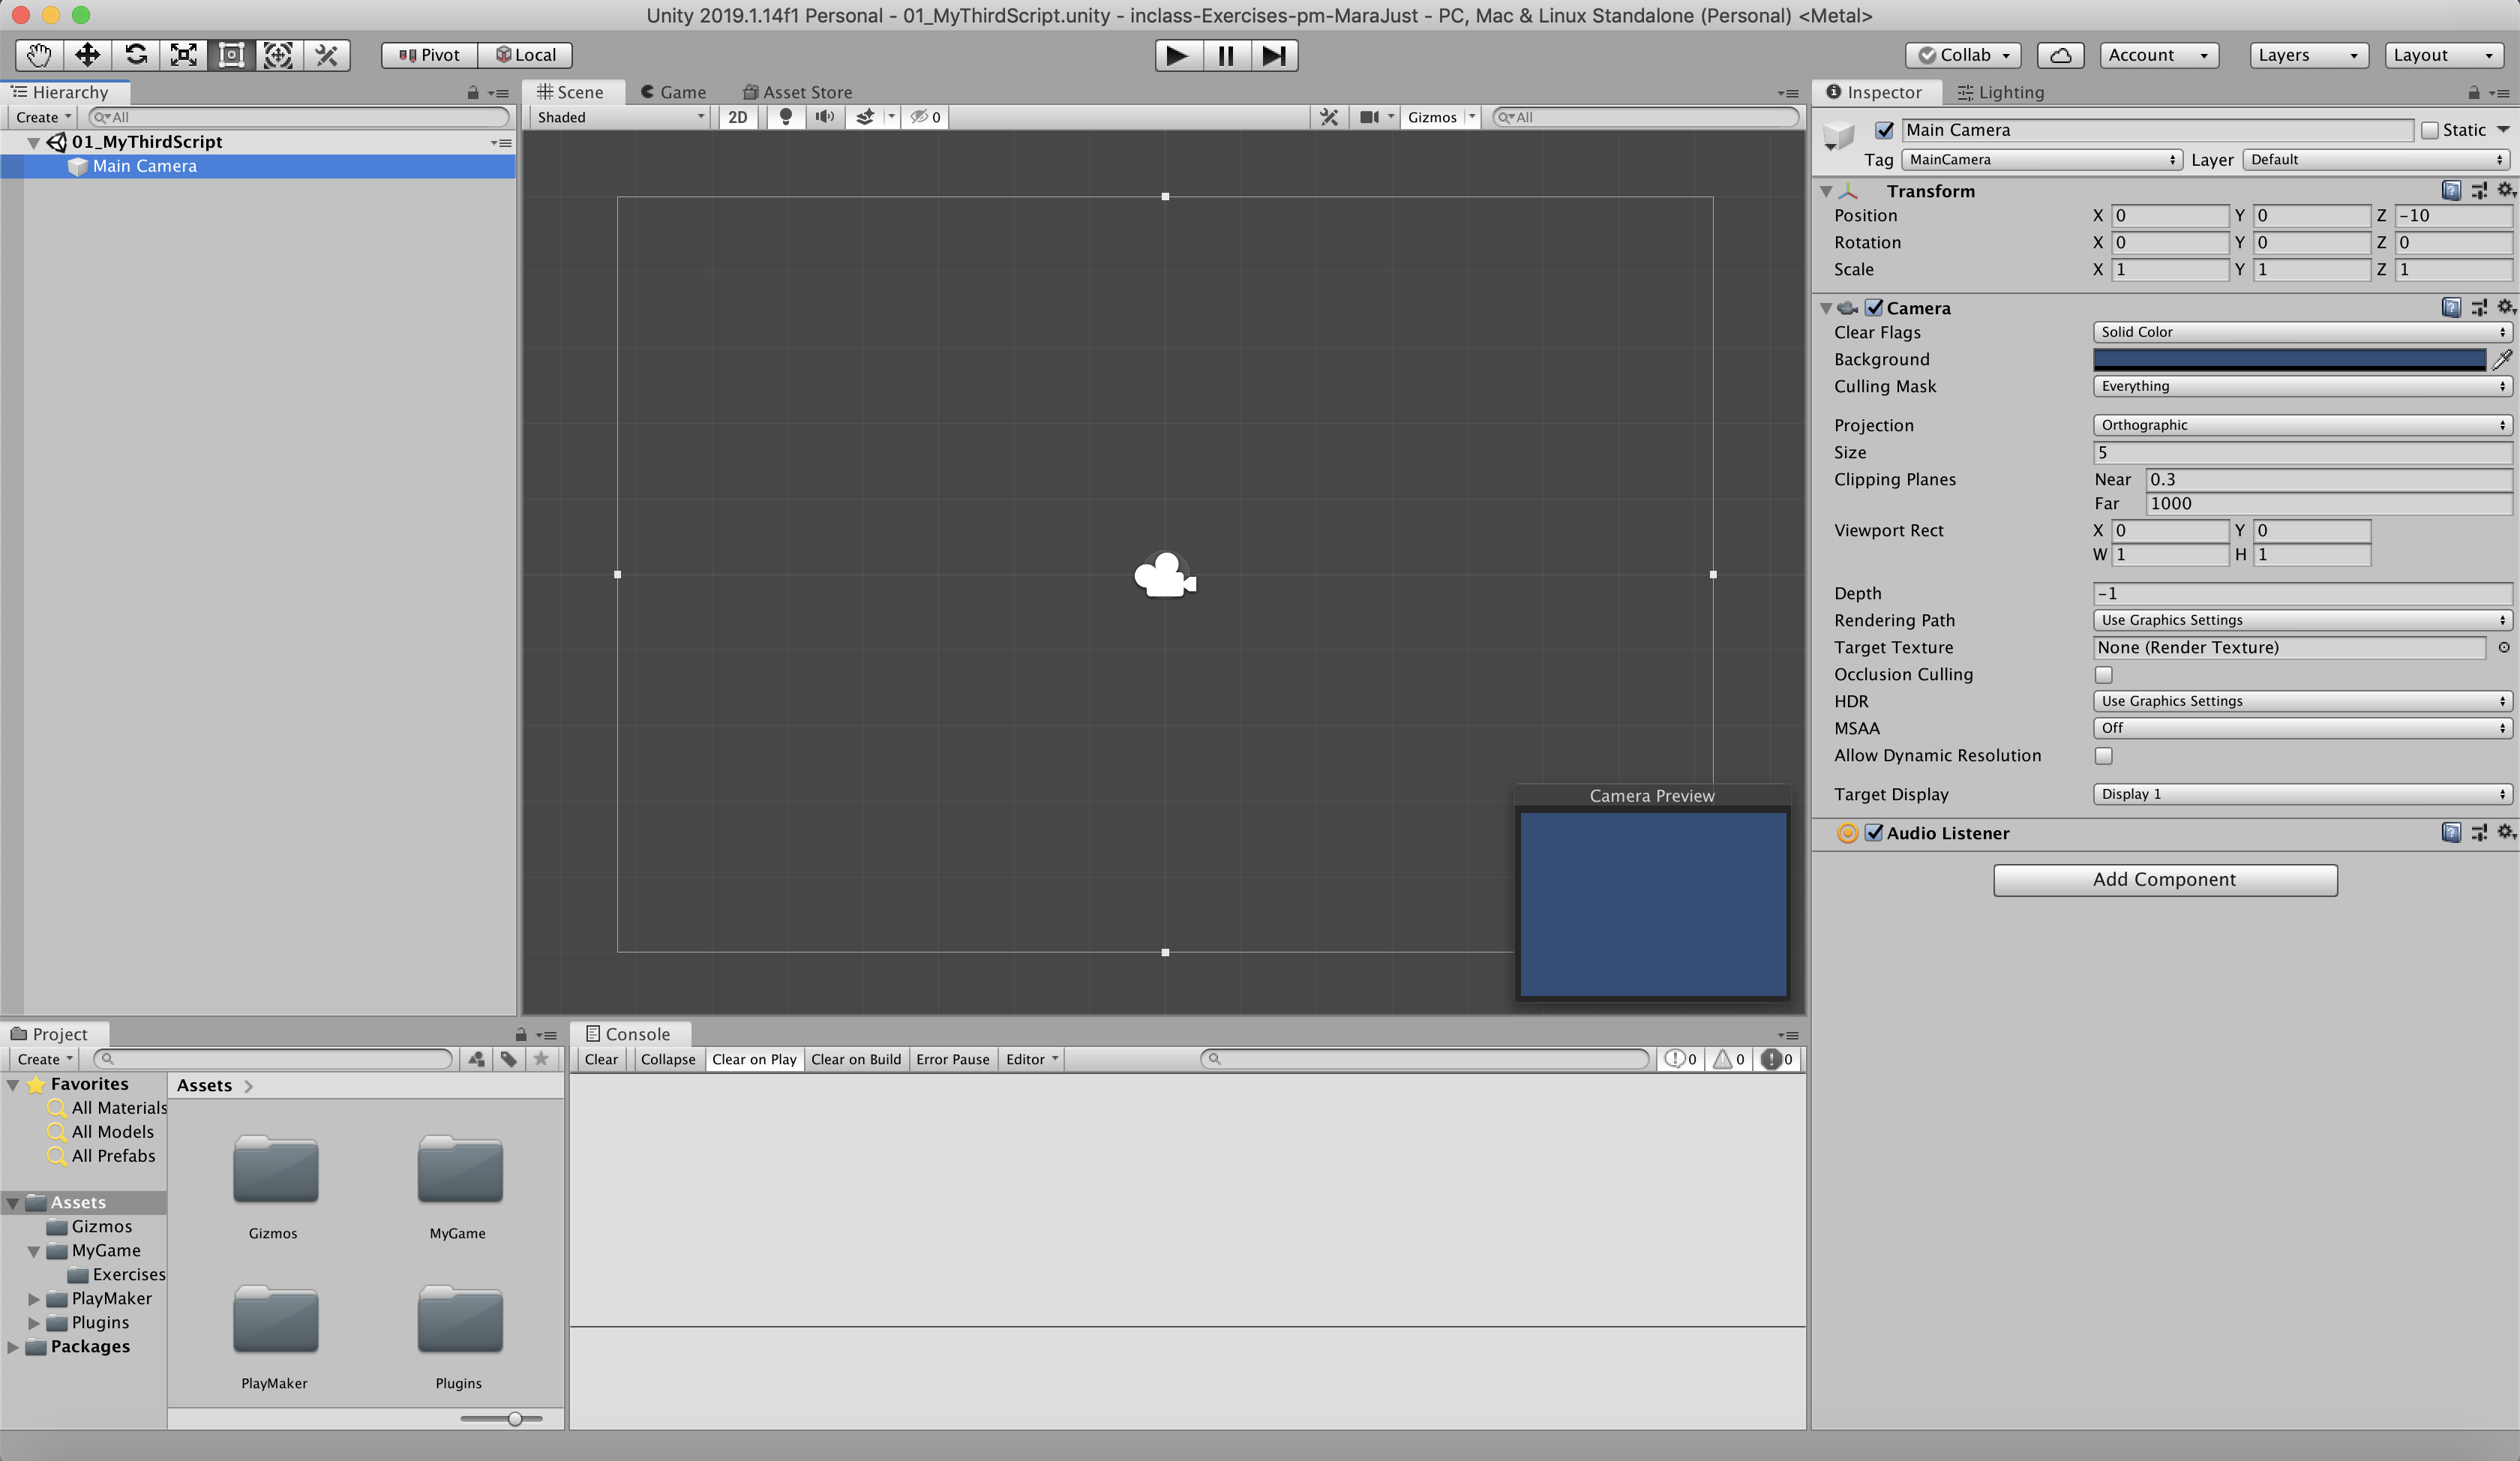 Unity 2019.1.14f1 Personal - 01_MyThirdScript.unity - inclass-Exercises-pm-MaraJust - PC, Mac & Linux Standalone (Personal) <Metal>
Pivot Local Collab Account Layers Layout
Hierarchy
Create All
01_MyThirdScript
Main Camera
Scene Game Asset Store
Shaded 2D 0 Gizmos All
Camera Preview
Inspector Lighting
Main Camera Static
Tag MainCamera Layer Default
Transform
Position X 0 Y 0 Z -10
Rotation X 0 Y 0 Z 0
Scale X 1 Y 1 Z 1
Camera
Clear Flags Solid Color
Background
Culling Mask Everything
Projection Orthographic
Size 5
Clipping Planes Near 0.3
Far 1000
Viewport Rect X 0 Y 0
W 1 H 1
Depth -1
Rendering Path Use Graphics Settings
Target Texture None (Render Texture)
Occlusion Culling
HDR Use Graphics Settings
MSAA Off
Allow Dynamic Resolution
Target Display Display 1
Audio Listener
Add Component
Project
Create
Favorites
All Materials
All Models
All Prefabs
Assets
Gizmos
MyGame
Exercises
PlayMaker
Plugins
Packages
Assets
Gizmos MyGame
PlayMaker Plugins
Console
Clear Collapse Clear on Play Clear on Build Error Pause Editor 0 0 0